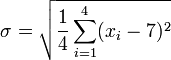 σ = √(1/4 ∑_{i=1}^{4} (x_i − 7)²)